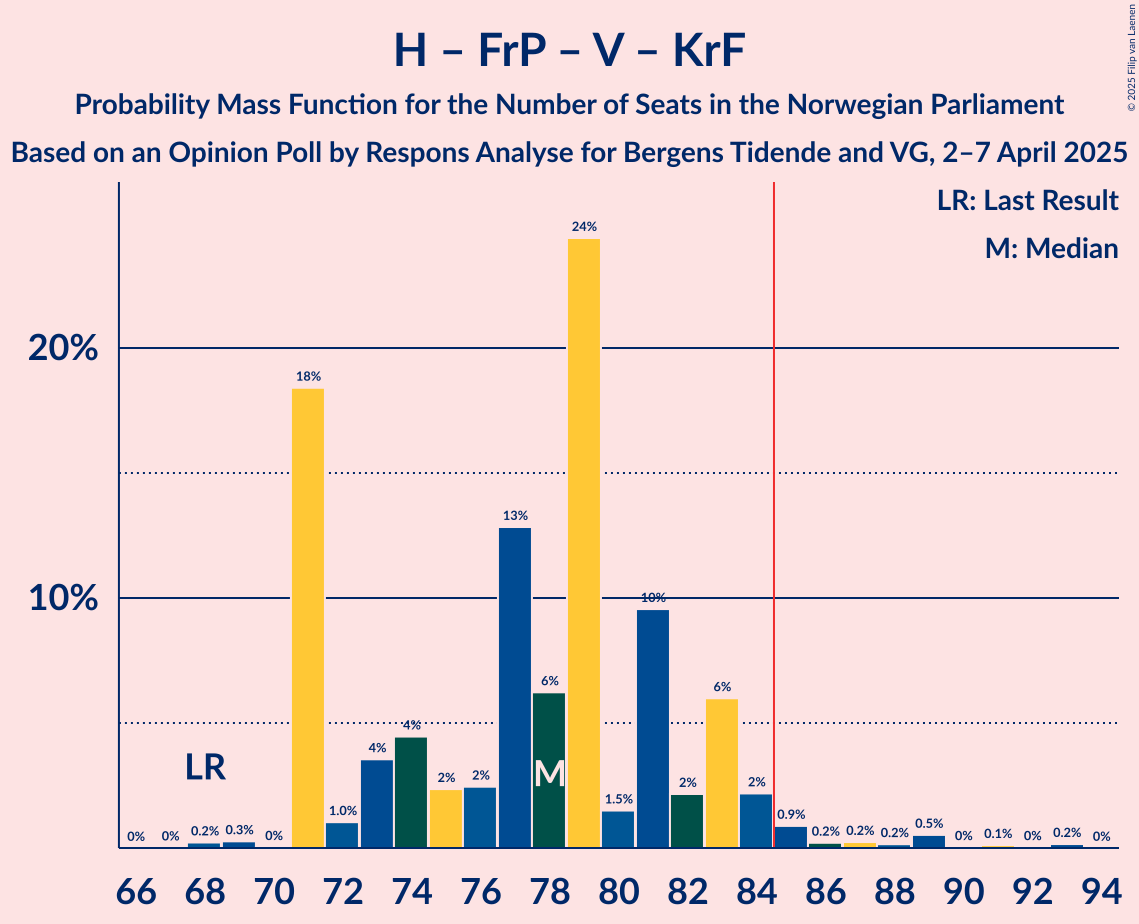 H – FrP – V – KrF
Probability Mass Function for the Number of Seats in the Norwegian Parliament
Based on an Opinion Poll by Respons Analyse for Bergens Tidende and VG, 2–7 April 2025
© 2025 Filip van Laenen
LR: Last Result
M: Median
24%
20%
18%
13%
10%
10%
6%
6%
4%
4%
LR
M
2%
2%
2%
2%
1.0%
1.5%
0.9%
0% 0% 0.2% 0.3% 0% 0.2% 0.2% 0.2% 0.5% 0% 0.1% 0% 0.2% 0%
66 68 70 72 74 76 78 80 82 84 86 88 90 92 94